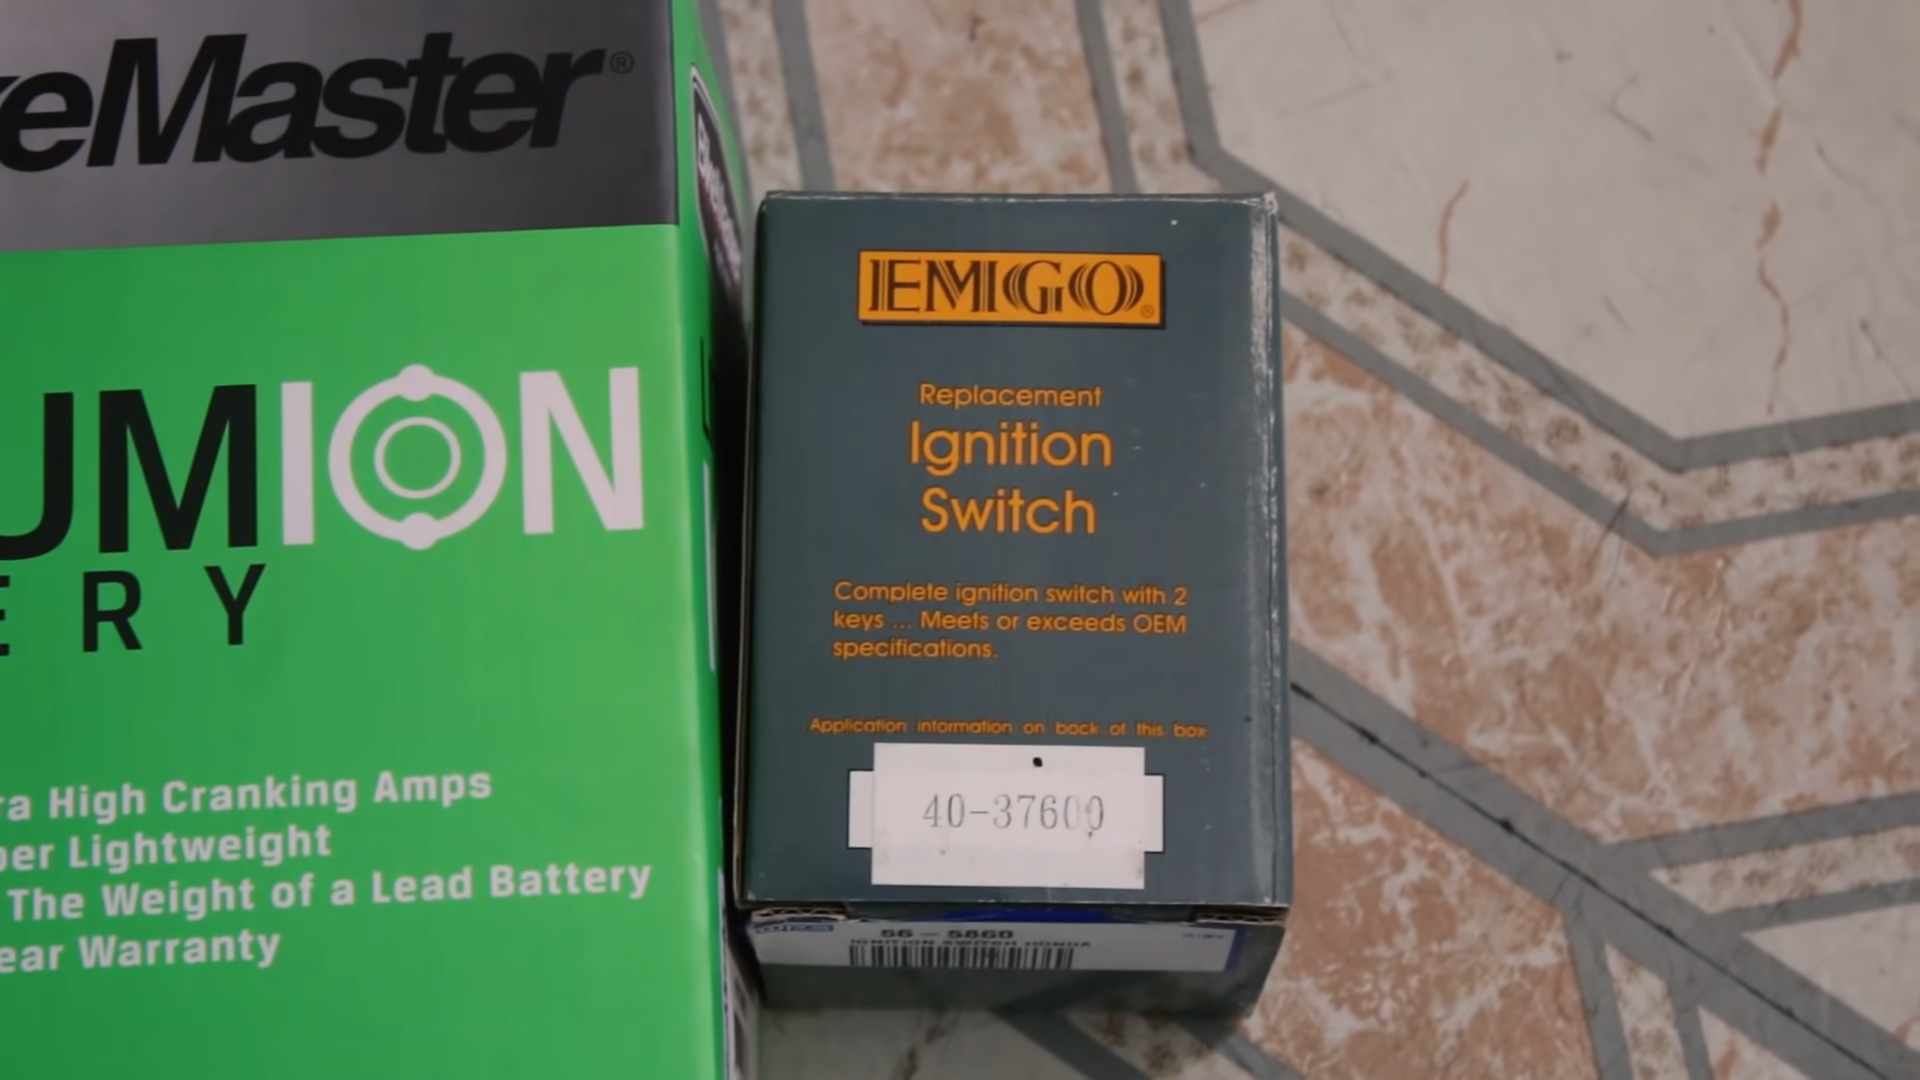 eMaster®
UMION
ERY
ra High Cranking Amps
per Lightweight
The Weight of a Lead Battery
ear Warranty
EMGO®
Replacement
Ignition
Switch
Complete ignition switch with 2
keys ... Meets or exceeds OEM
specifications.
Application information on back of this box
40-37600
56-5860
IGNITION SWITCH HONDA